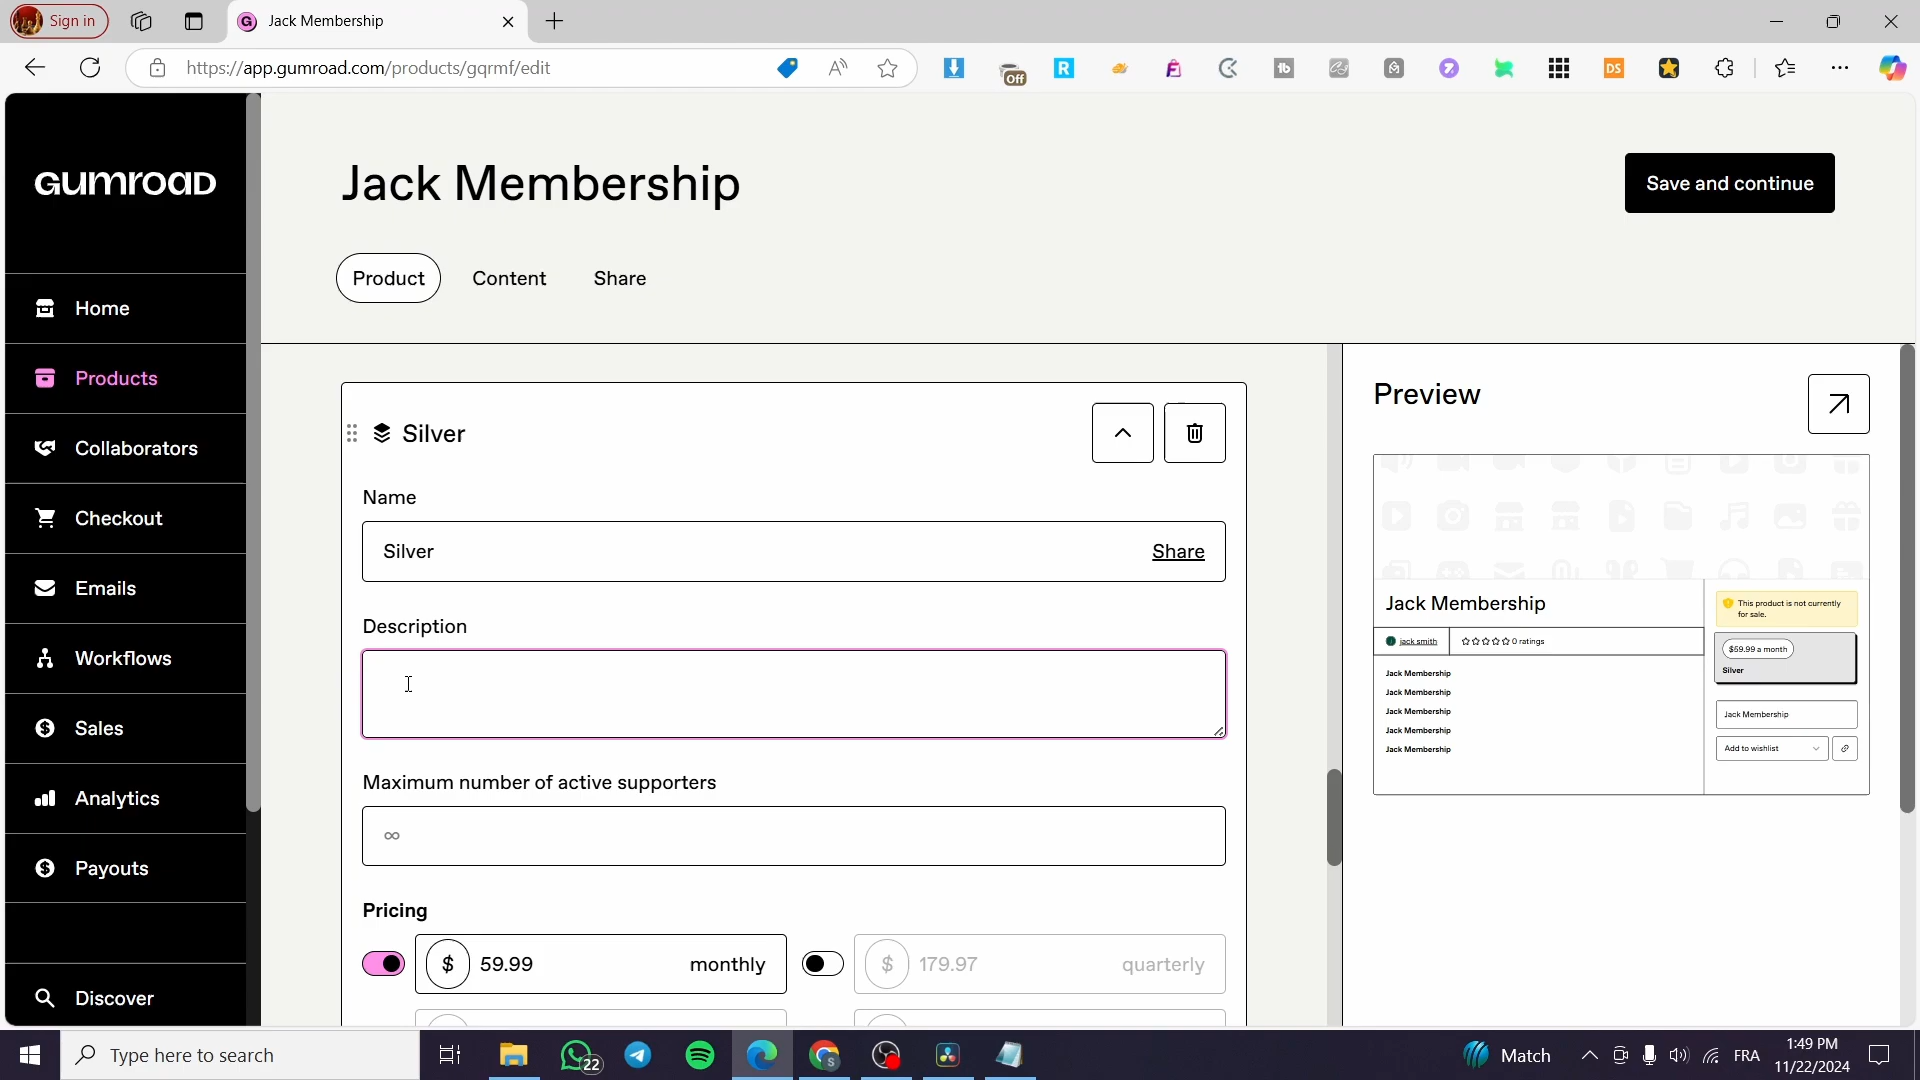 Sign in
Jack Membership
https://app.gumroad.com/products/gqrmf/edit
Off
GUMROAD
Home
Products
Collaborators
Checkout
Emails
Workflows
Sales
Analytics
Payouts
Discover
Jack Membership
Save and continue
Product
Content
Share
Silver
Name
Silver
Share
Description
Maximum number of active supporters
∞
Pricing
$ 59.99 monthly
$ 179.97 quarterly
Preview
Jack Membership
jack smith
0 ratings
Jack Membership
Jack Membership
Jack Membership
Jack Membership
Jack Membership
This product is not currently
for sale.
$59.99 a month
Silver
Jack Membership
Add to wishlist
Type here to search
22
Match
FRA
1:49 PM
11/22/2024